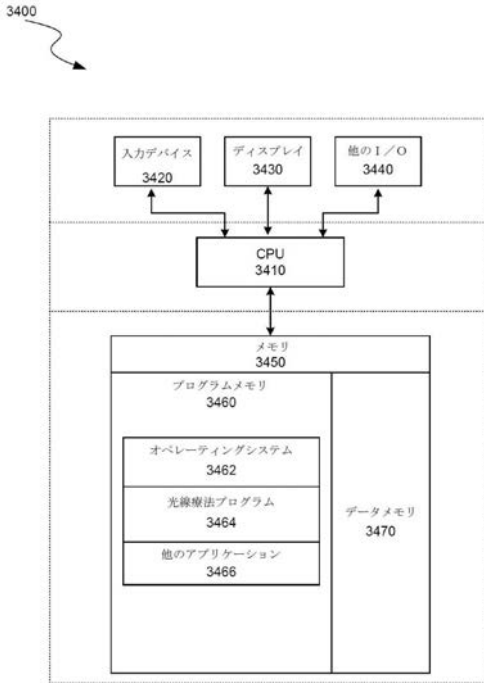 3400
入力デバイス
3420
ディスプレイ
3430
他のＩ／Ｏ
3440
CPU
3410
メモリ
3450
プログラムメモリ
3460
オペレーティングシステム
3462
光線療法プログラム
3464
他のアプリケーション
3466
データメモリ
3470